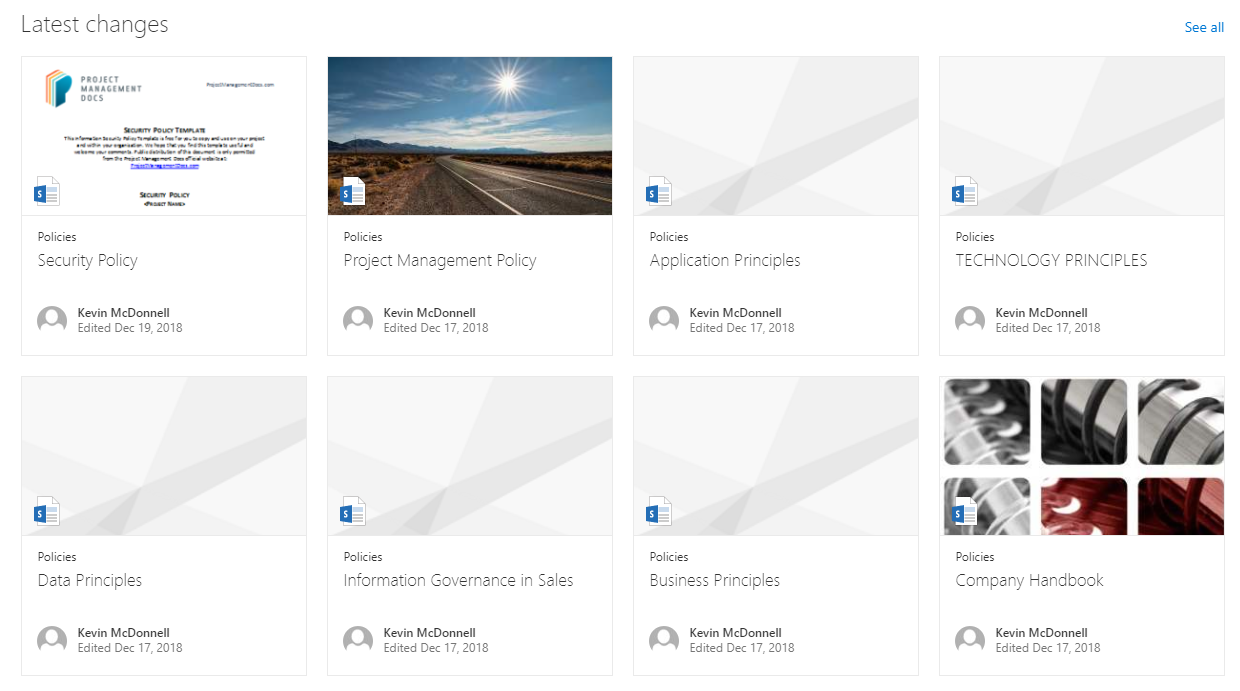 Latest changes
See all
PROJECT
MANAGEMENT
DOCS
ProjectManagementDocs.com
SECURITY POLICY TEMPLATE
This Information Security Policy Template is free for you to copy and use on your project
and within your organization. We hope that you find this template useful and
welcome your comments. Public distribution of this document is only permitted
from the Project Management Docs official website at:
ProjectManagementDocs.com
SECURITY POLICY
<PROJECT NAME>
Policies
Security Policy
Kevin McDonnell
Edited Dec 19, 2018
Policies
Project Management Policy
Kevin McDonnell
Edited Dec 17, 2018
Policies
Application Principles
Kevin McDonnell
Edited Dec 17, 2018
Policies
TECHNOLOGY PRINCIPLES
Kevin McDonnell
Edited Dec 17, 2018
Policies
Data Principles
Kevin McDonnell
Edited Dec 17, 2018
Policies
Information Governance in Sales
Kevin McDonnell
Edited Dec 17, 2018
Policies
Business Principles
Kevin McDonnell
Edited Dec 17, 2018
Policies
Company Handbook
Kevin McDonnell
Edited Dec 17, 2018